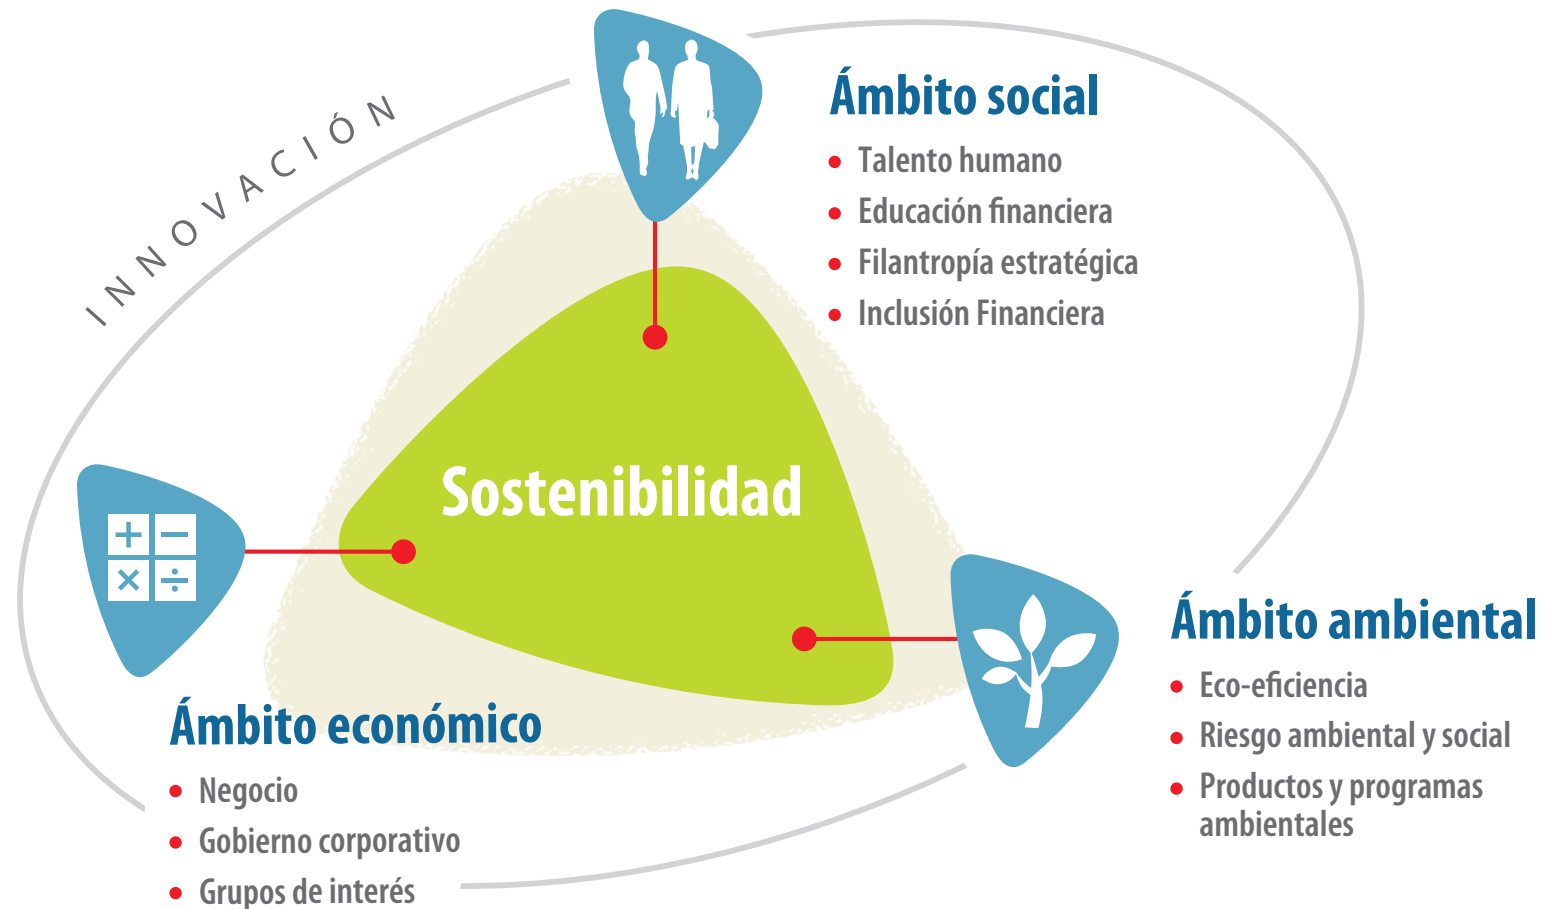 INNOVACIÓN
Ámbito social
• Talento humano
• Educación financiera
• Filantropía estratégica
• Inclusión Financiera
Sostenibilidad
+ −
× ÷
Ámbito económico
• Negocio
• Gobierno corporativo
• Grupos de interés
Ámbito ambiental
• Eco-eficiencia
• Riesgo ambiental y social
• Productos y programas
ambientales